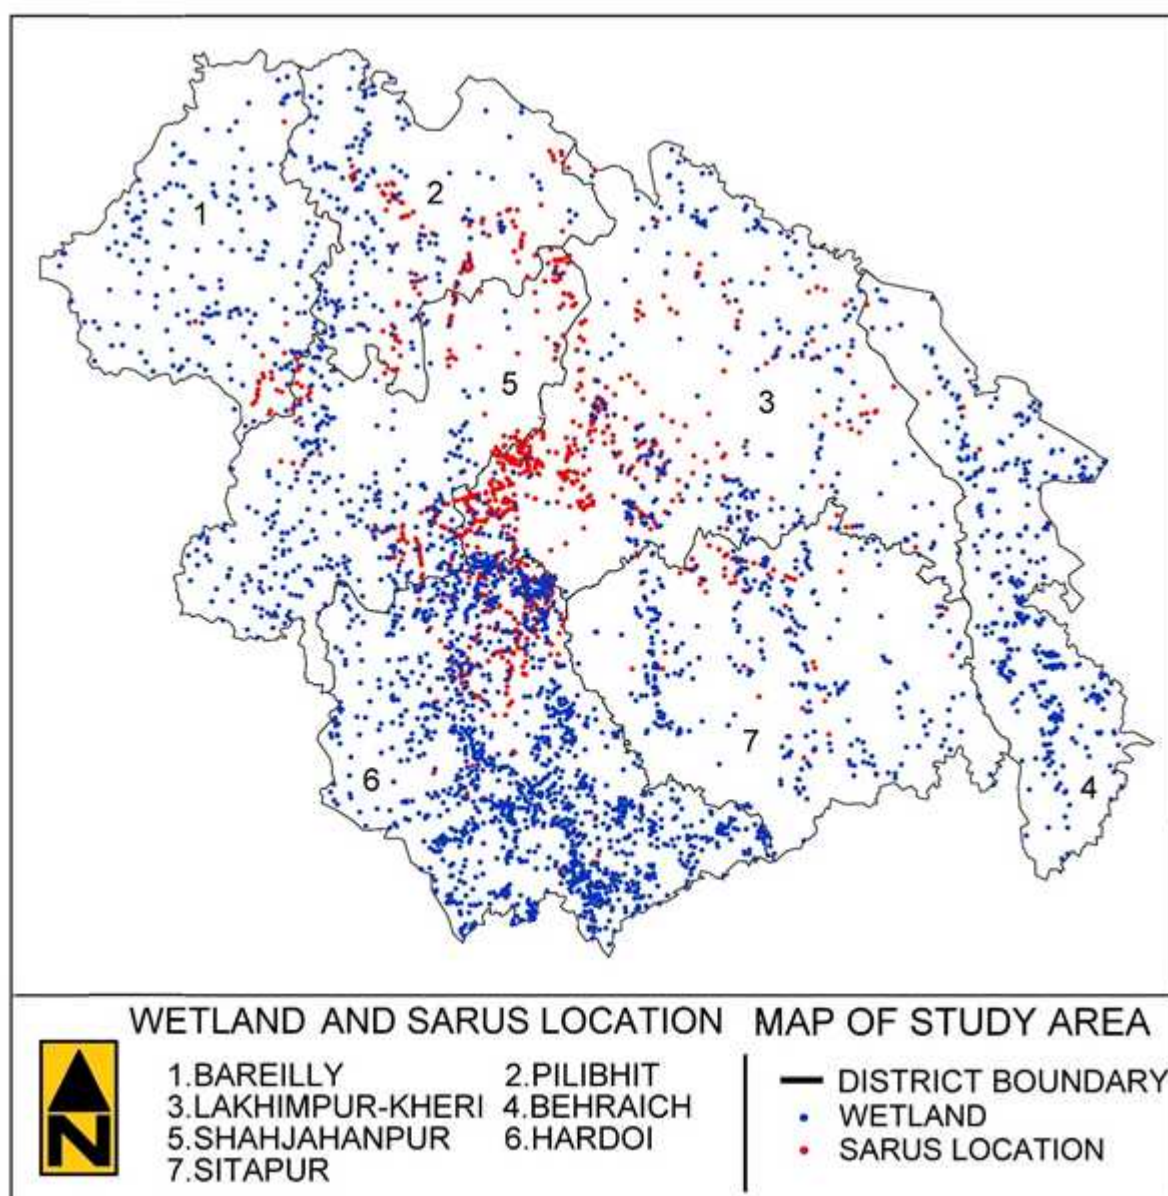 1
2
3
5
4
6
7
WETLAND AND SARUS LOCATION
1.BAREILLY 2.PILIBHIT
3.LAKHIMPUR-KHERI 4.BEHRAICH
5.SHAHJAHANPUR 6.HARDOI
7.SITAPUR
N
MAP OF STUDY AREA
DISTRICT BOUNDARY
WETLAND
SARUS LOCATION